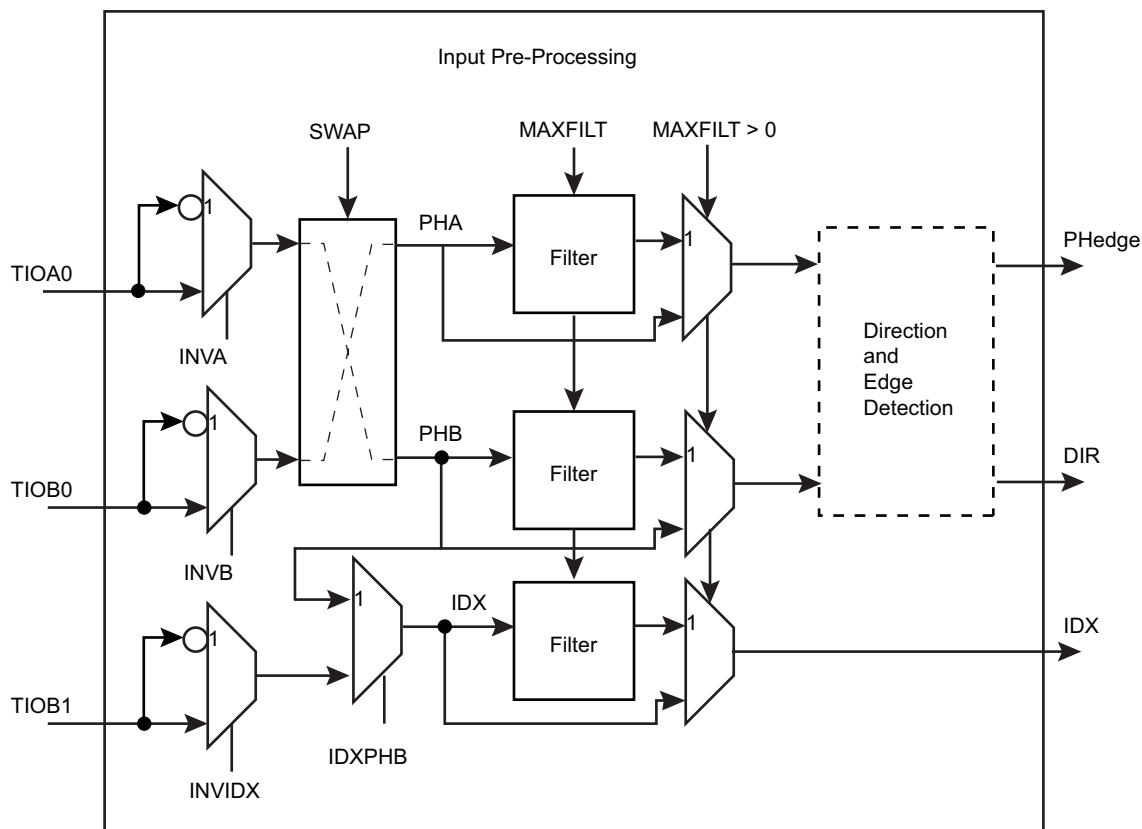 Input Pre-Processing
SWAP
MAXFILT
MAXFILT > 0
1
PHA
1
Filter
PHedge
TIOA0
INVA
Direction
and
Edge
Detection
1
PHB
1
Filter
DIR
TIOB0
INVB
1
IDX
1
IDX
1
Filter
TIOB1
IDXPHB
INVIDX